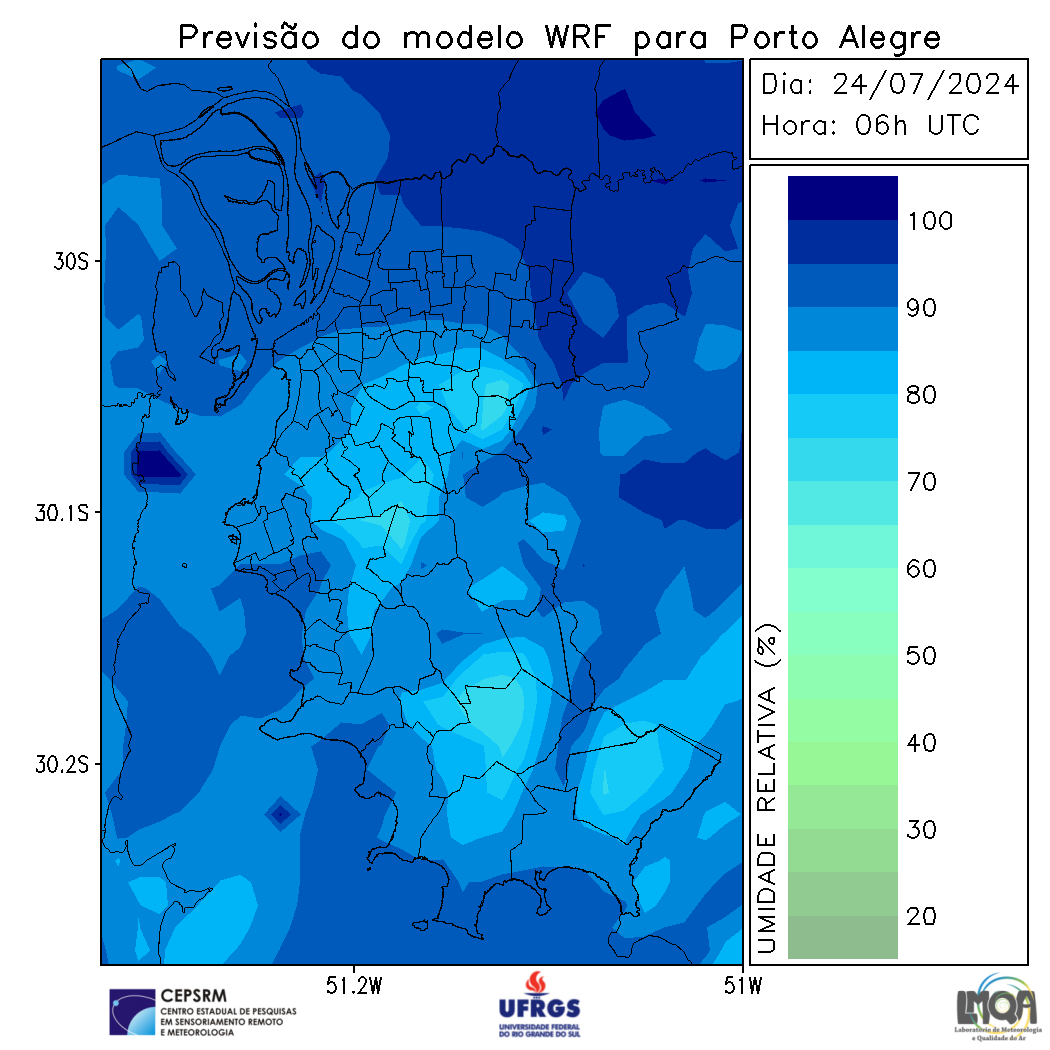 Previsão do modelo WRF para Porto Alegre
Dia: 24/07/2024
Hora: 06h UTC
100
90
80
70
60
50
40
30
20
UMIDADE RELATIVA (%)
30S
30.1S
30.2S
51.2W
51W
CEPSRM
CENTRO ESTADUAL DE PESQUISAS
EM SENSORIAMENTO REMOTO
E METEOROLOGIA
UFRGS
UNIVERSIDADE FEDERAL
DO RIO GRANDE DO SUL
LMQA
Laboratório de Meteorologia
e Qualidade do Ar